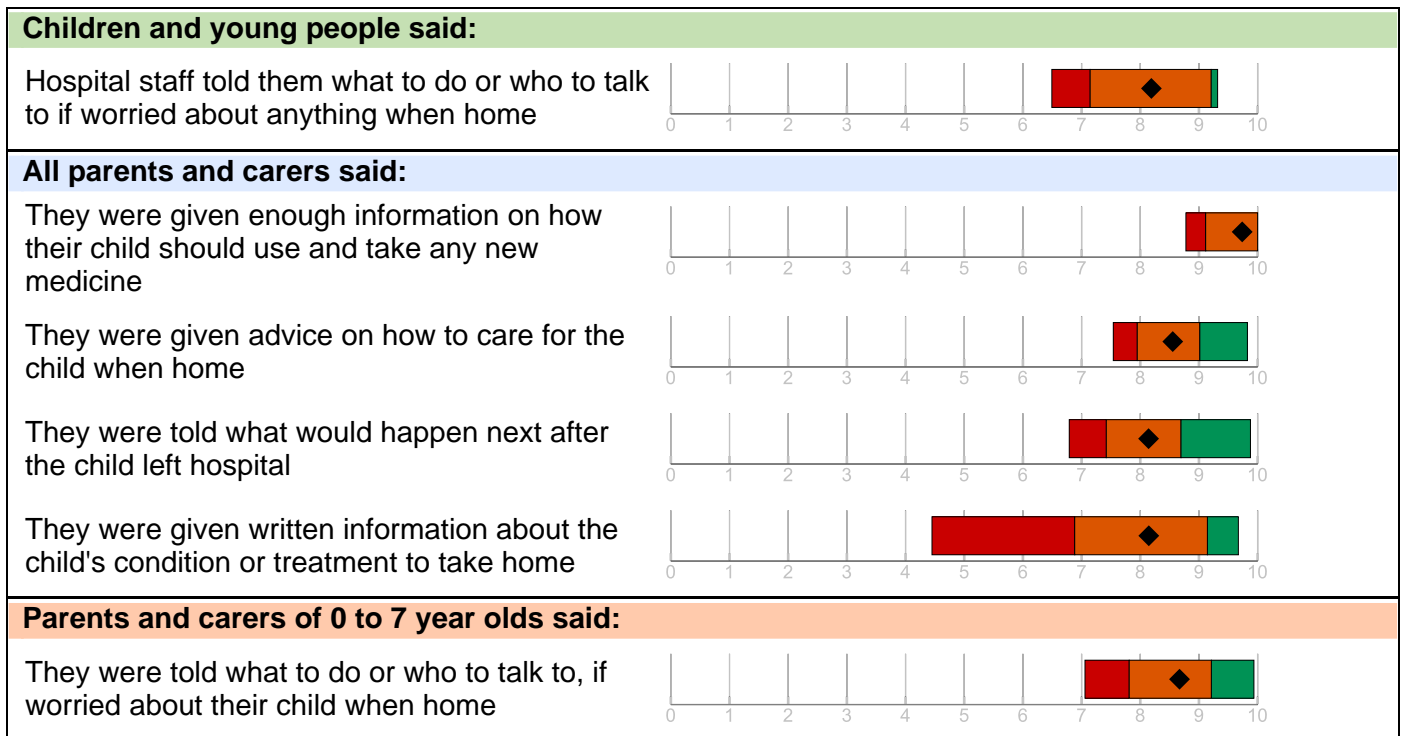 Children and young people said:
Hospital staff told them what to do or who to talk
to if worried about anything when home
0 1 2 3 4 5 6 7 8 9 10
All parents and carers said:
They were given enough information on how
their child should use and take any new
medicine
0 1 2 3 4 5 6 7 8 9 10
They were given advice on how to care for the
child when home
0 1 2 3 4 5 6 7 8 9 10
They were told what would happen next after
the child left hospital
0 1 2 3 4 5 6 7 8 9 10
They were given written information about the
child's condition or treatment to take home
0 1 2 3 4 5 6 7 8 9 10
Parents and carers of 0 to 7 year olds said:
They were told what to do or who to talk to, if
worried about their child when home
0 1 2 3 4 5 6 7 8 9 10